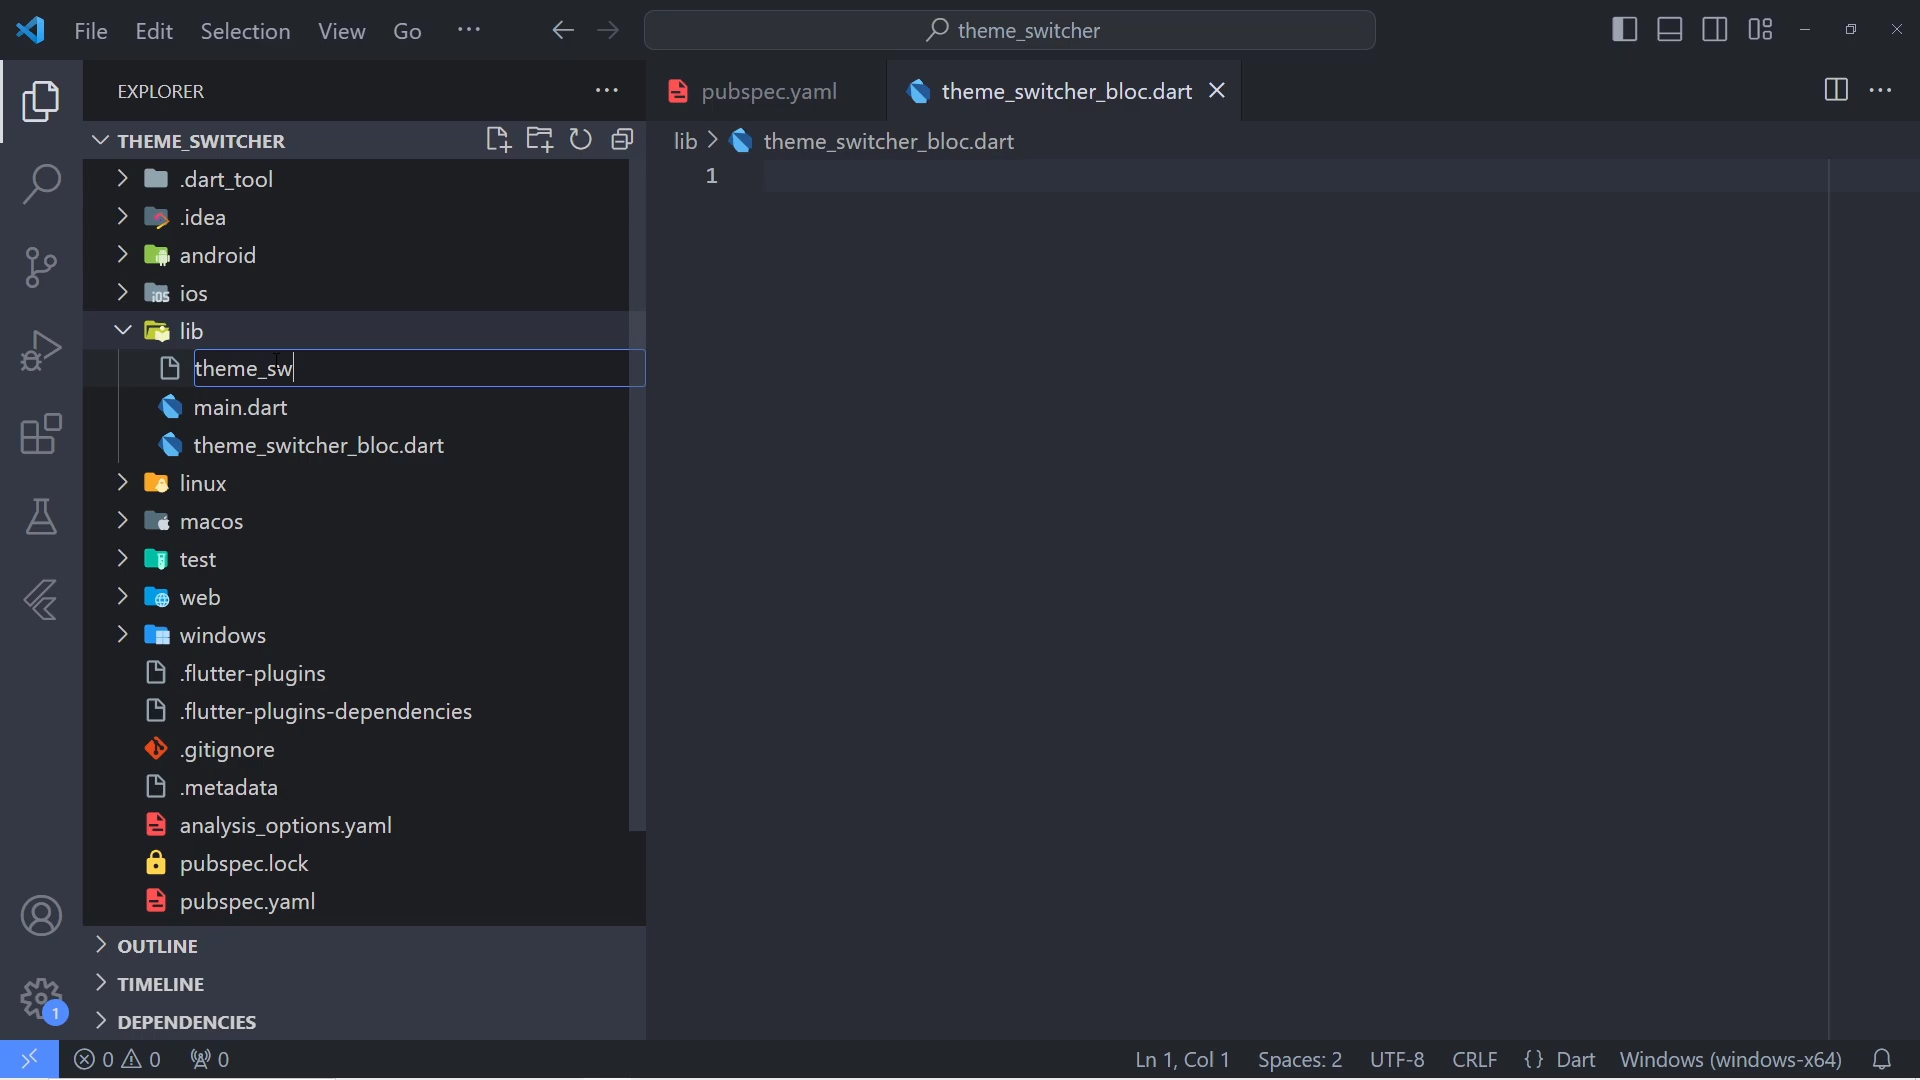 File Edit Selection View Go ··· theme_switcher
EXPLORER ···
THEME_SWITCHER
.dart_tool
.idea
android
ios
lib
theme_sw
main.dart
theme_switcher_bloc.dart
linux
macos
test
web
windows
.flutter-plugins
.flutter-plugins-dependencies
.gitignore
.metadata
analysis_options.yaml
pubspec.lock
pubspec.yaml
OUTLINE
TIMELINE
DEPENDENCIES
pubspec.yaml theme_switcher_bloc.dart
lib > theme_switcher_bloc.dart
1
1
0 0 0 Ln 1, Col 1 Spaces: 2 UTF-8 CRLF {} Dart Windows (windows-x64)